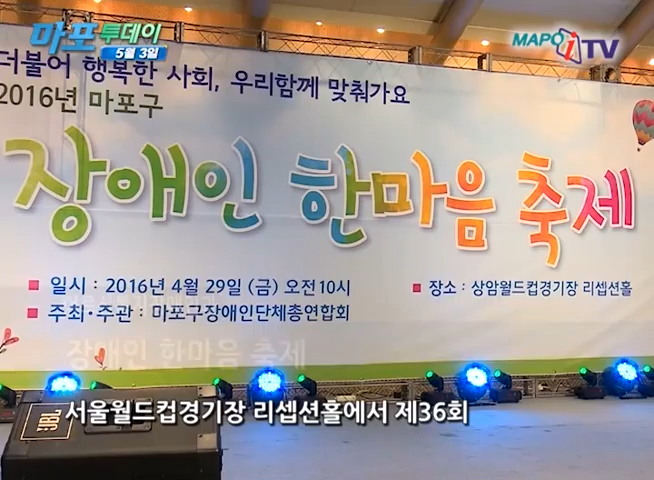 마포 투데이
5월 3일
MAPO i TV
더불어 행복한 사회, 우리함께 맞춰가요
2016년 마포구
장애인 한마음 축제
■ 일시 : 2016년 4월 29일 (금) 오전10시
■ 장소 : 상암월드컵경기장 리셉션홀
■ 주최·주관 : 마포구장애인단체총연합회
장애인 한마음 축제
서울월드컵경기장 리셉션홀에서 제36회
JBL